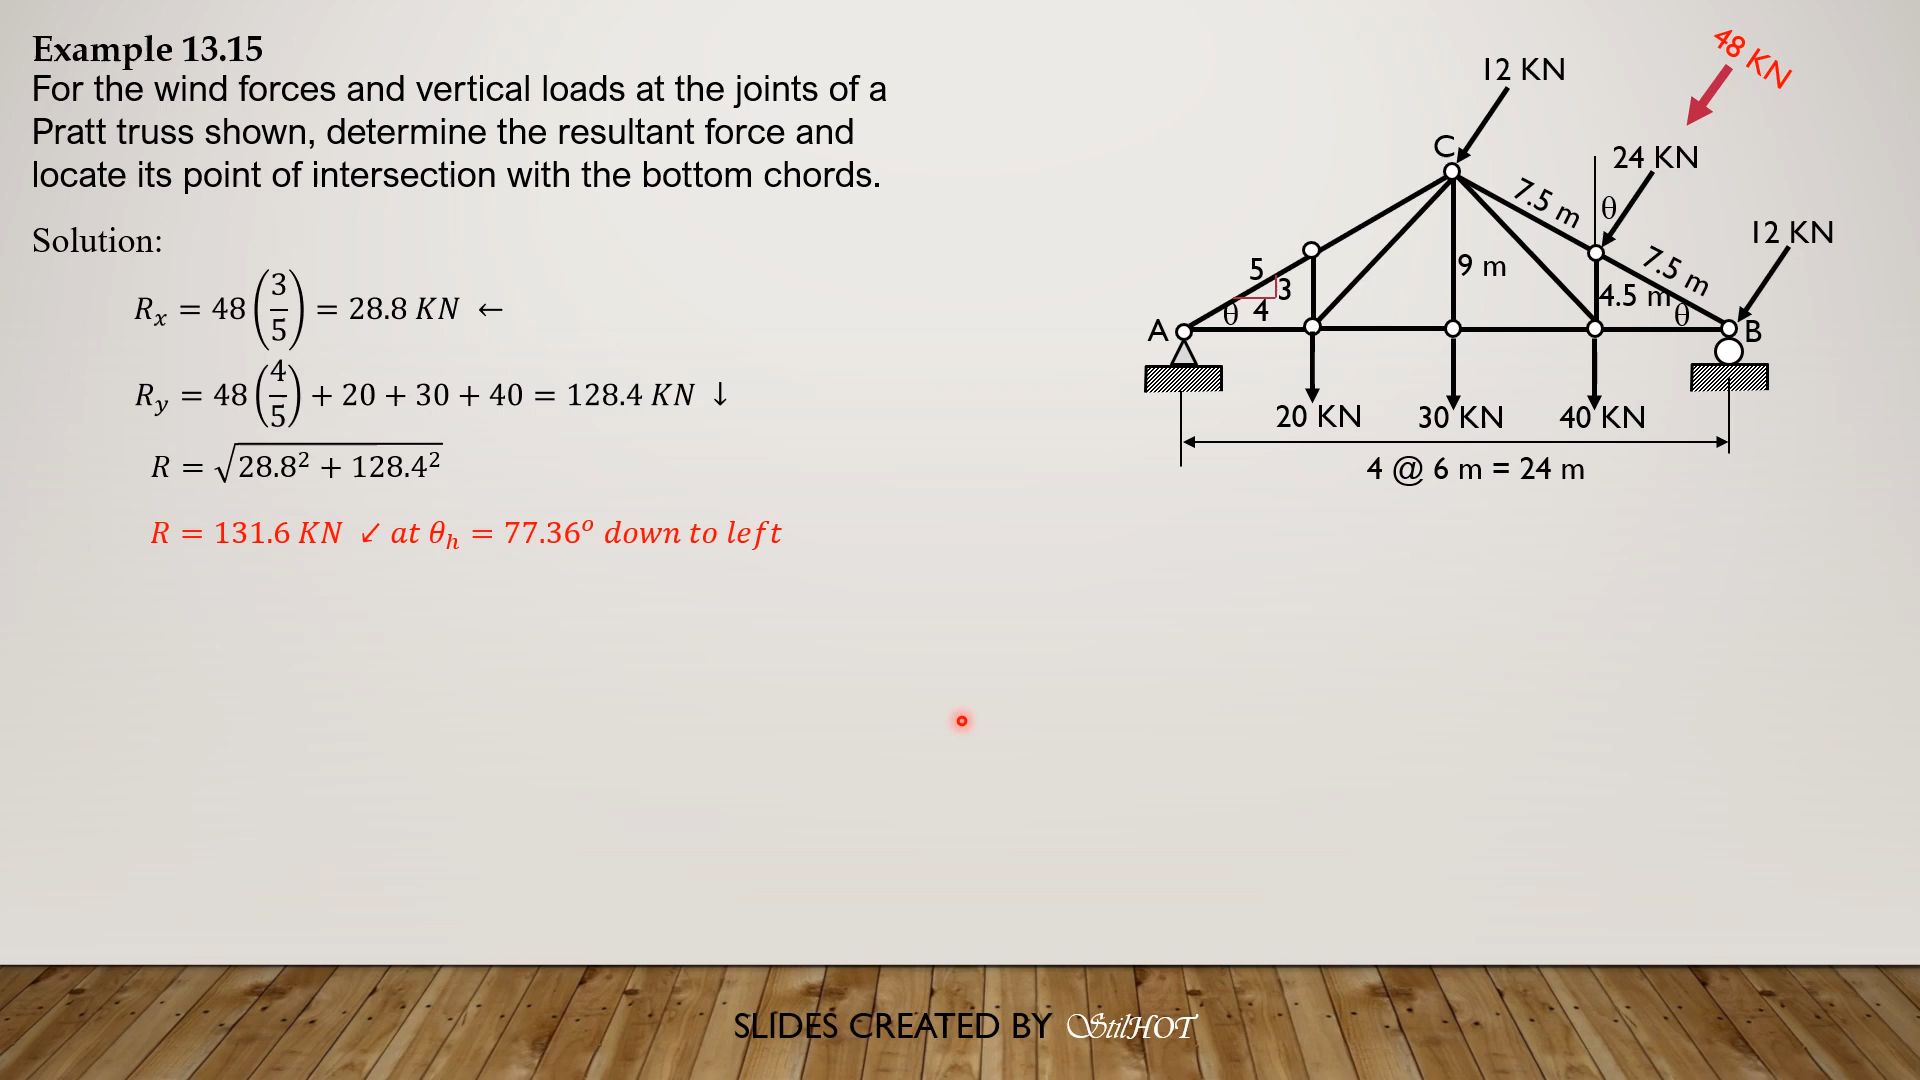 Example 13.15
For the wind forces and vertical loads at the joints of a
Pratt truss shown, determine the resultant force and
locate its point of intersection with the bottom chords.
Solution:
R_x = 48 (3/5) = 28.8 KN ←
R_y = 48 (4/5) + 20 + 30 + 40 = 128.4 KN ↓
R = √(28.8² + 128.4²)
R = 131.6 KN ↙ at θ_h = 77.36° down to left
48 KN
12 KN
C
24 KN
7.5 m
θ
12 KN
7.5 m
9 m
5
3
4.5 m
θ 4
θ
A
B
20 KN 30 KN 40 KN
4 @ 6 m = 24 m
SLIDES CREATED BY StilHOT